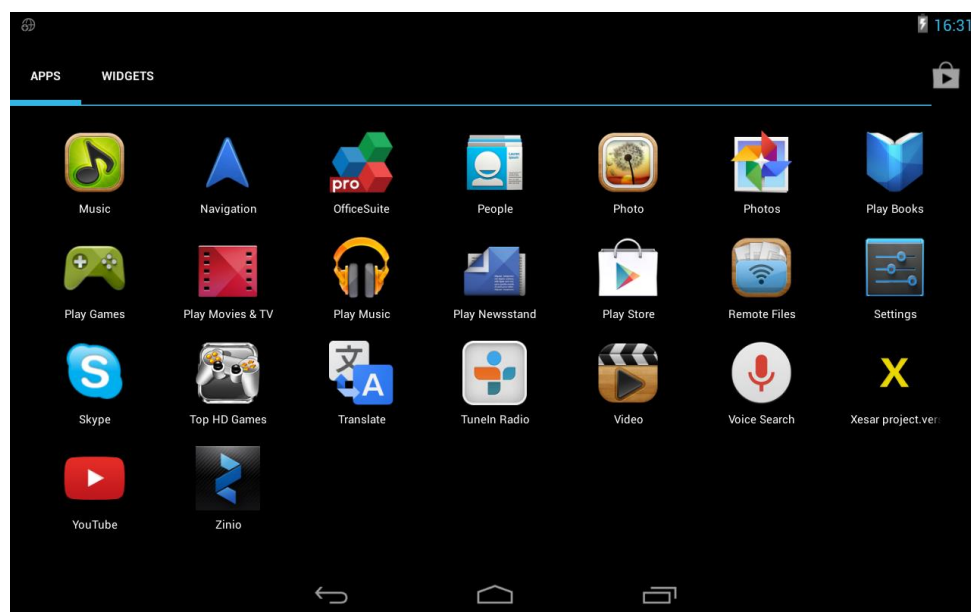 16:31
APPS WIDGETS
pro
Music Navigation OfficeSuite People Photo Photos Play Books
Play Games Play Movies & TV Play Music Play Newsstand Play Store Remote Files Settings
文
A
S
X
Skype Top HD Games Translate TuneIn Radio Video Voice Search Xesar project.ver
YouTube Zinio